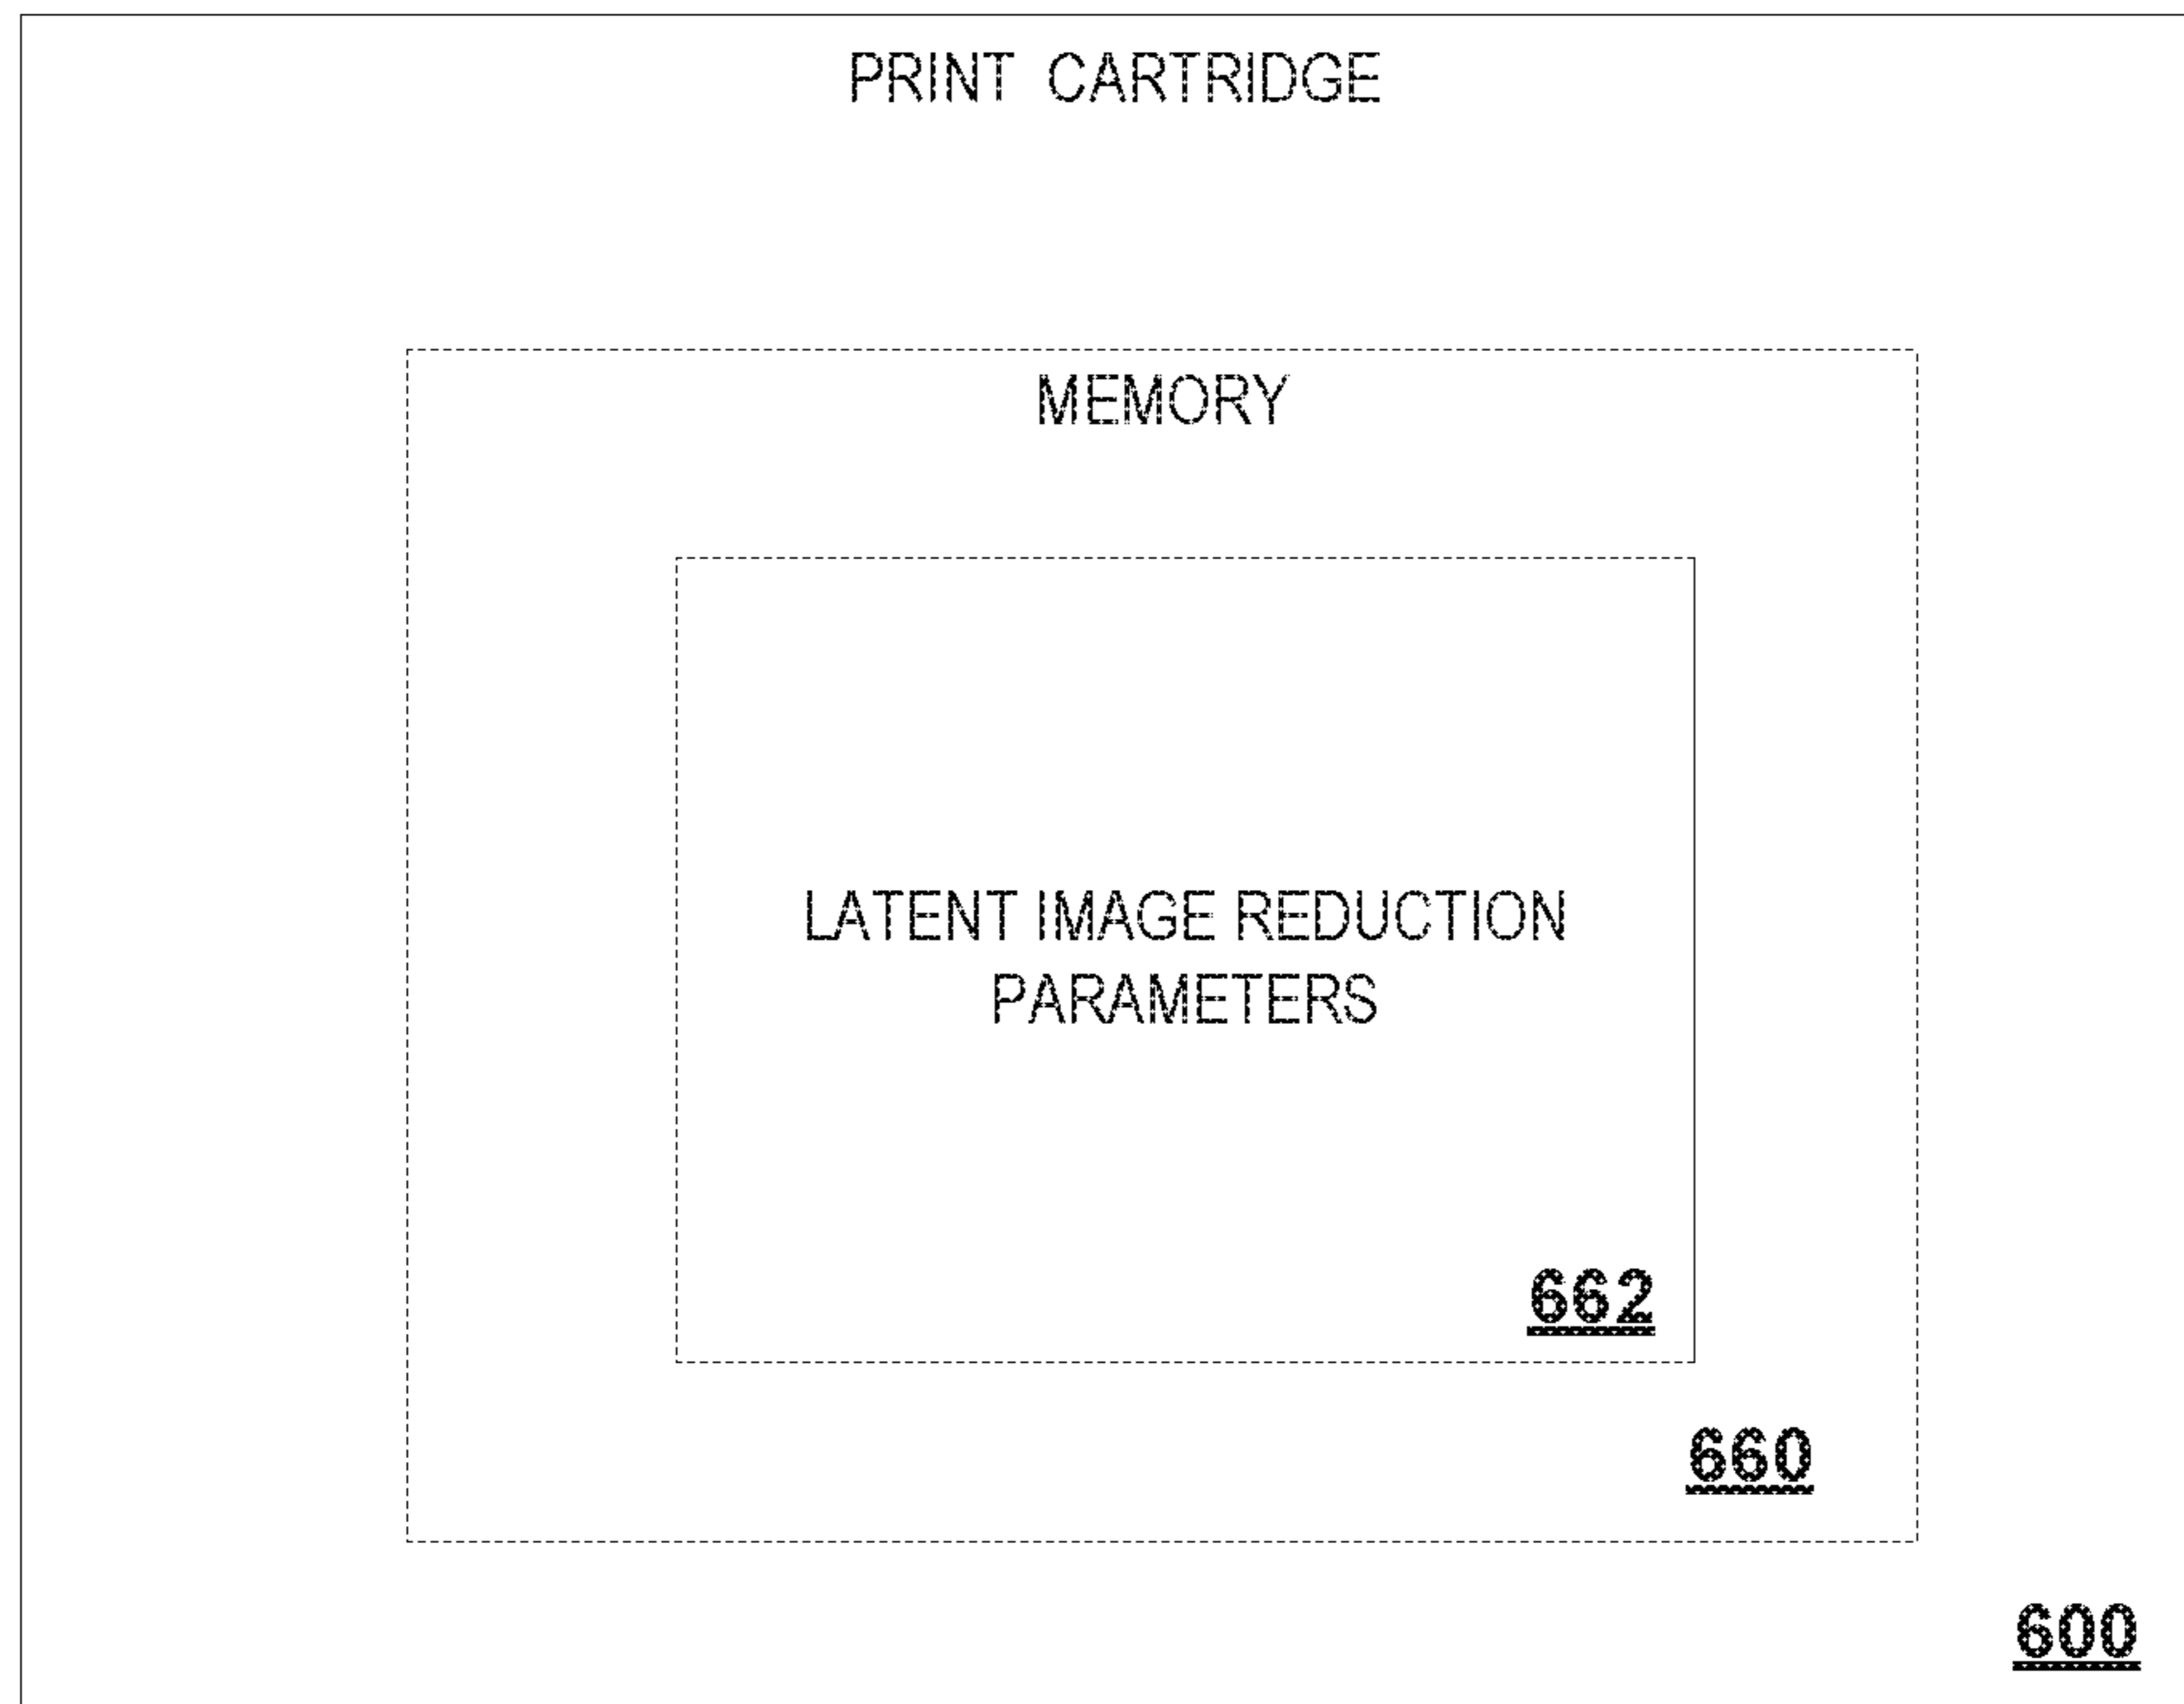 PRINT CARTRIDGE
MEMORY
LATENT IMAGE REDUCTION
PARAMETERS
662
660
600